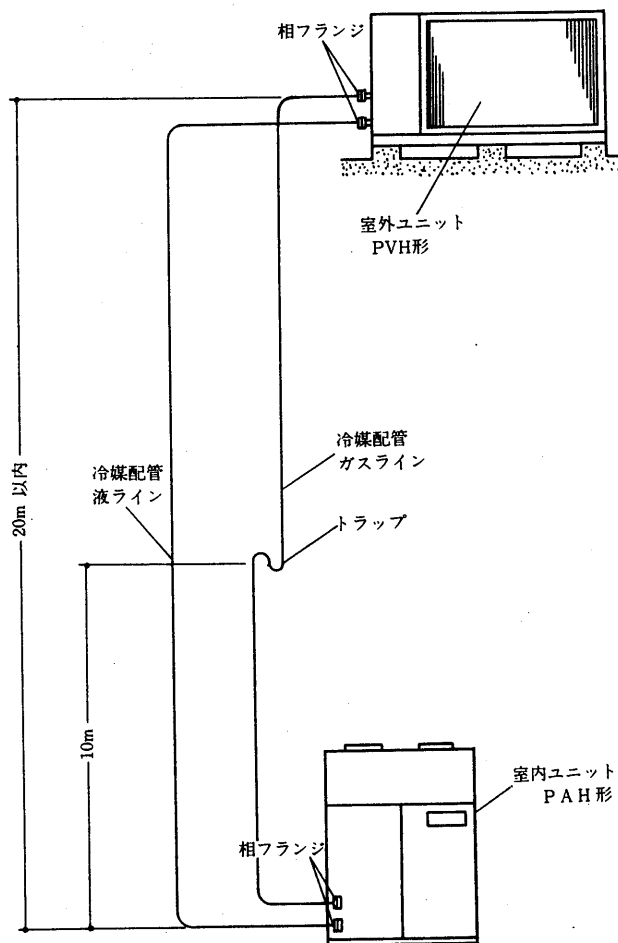 相フランジ
室外ユニット
PVH形
20m 以内
冷媒配管
液ライン
冷媒配管
ガスライン
トラップ
10m
室内ユニット
PAH形
相フランジ